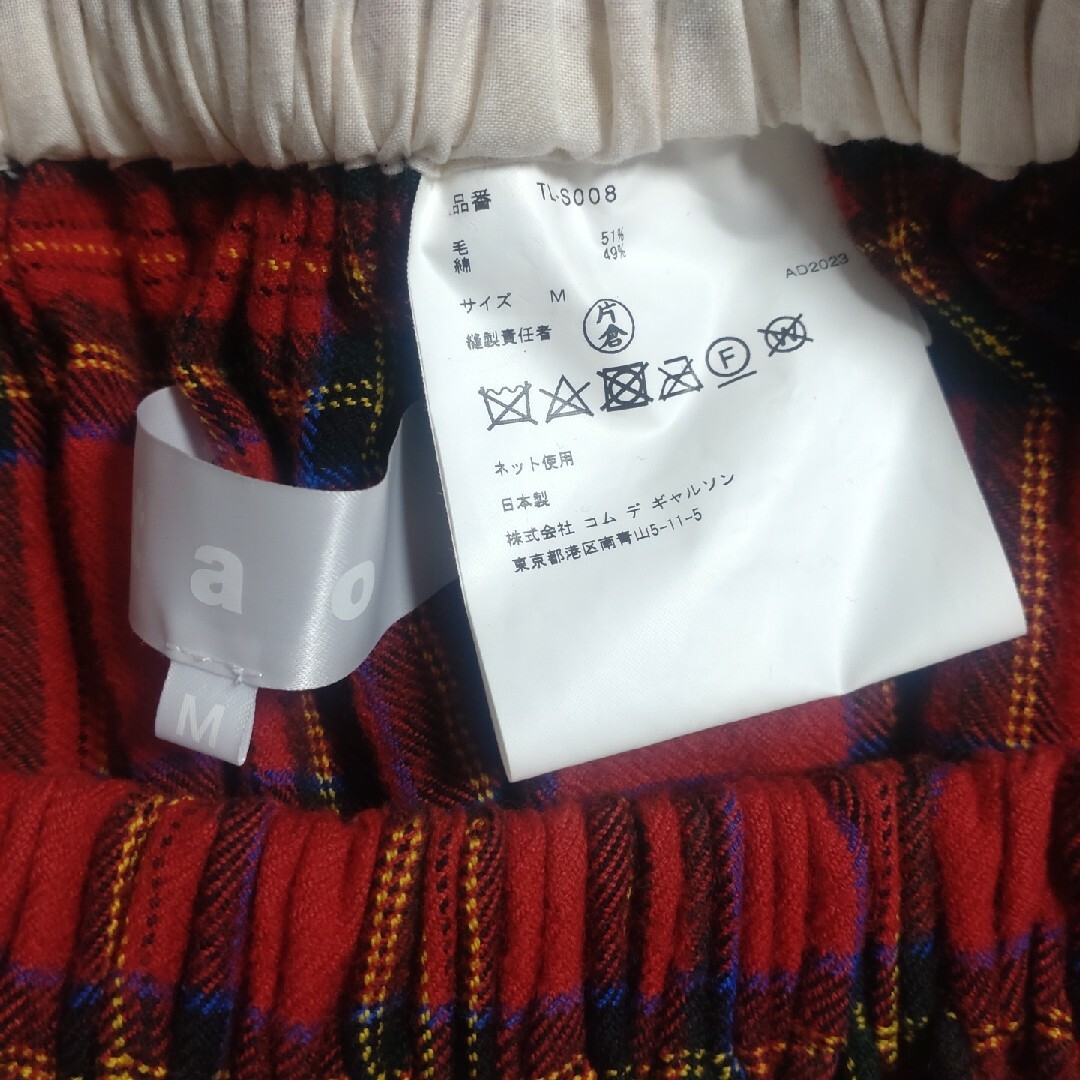 品番 TL-S008
毛 51%
綿 49%
AD2023
サイズ M
縫製責任者 片倉
F
W
ネット使用
日本製
株式会社 コム デ ギャルソン
東京都港区南青山5-11-5
a o
M